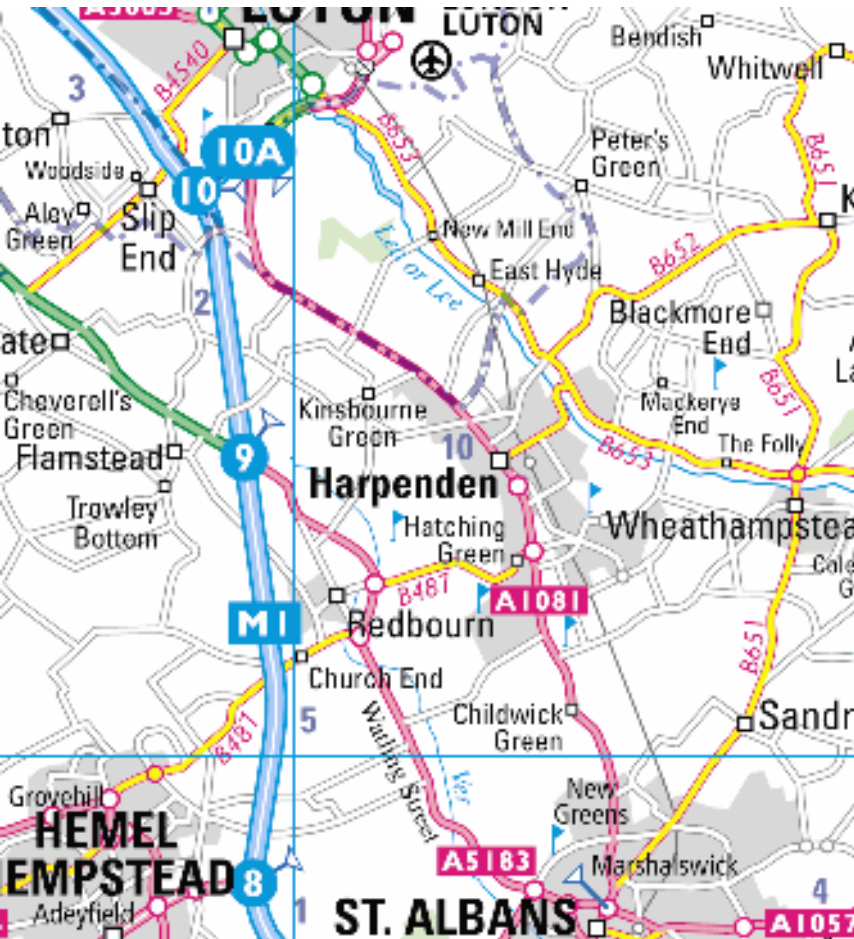 LUTON
LUTON
Bendish
Whitwell
B4540
3
ton
B653
10A
Peter's
Green
B651
Woodside
10
Aley
Green
Slip
End
New Mill End
K
Lea or Lee
East Hyde
B652
2
Blackmore
End
ate
Cheverell's
Green
Kinsbourne
Green
Mackerye
End
B651
La
Flamstead
9
10
B653
The Folly
Harpenden
Trowley
Bottom
Hatching
Green
Wheathampstea
Cole
G
B487
A1081
M1
Redbourn
B651
Church End
5
B487
Childwick
Green
Sandr
Watling Street
Ver
Grovehill
New
Greens
HEMEL
EMPSTEAD
8
A5183
Marshalswick
4
Adeyfield
1
ST. ALBANS
A1057